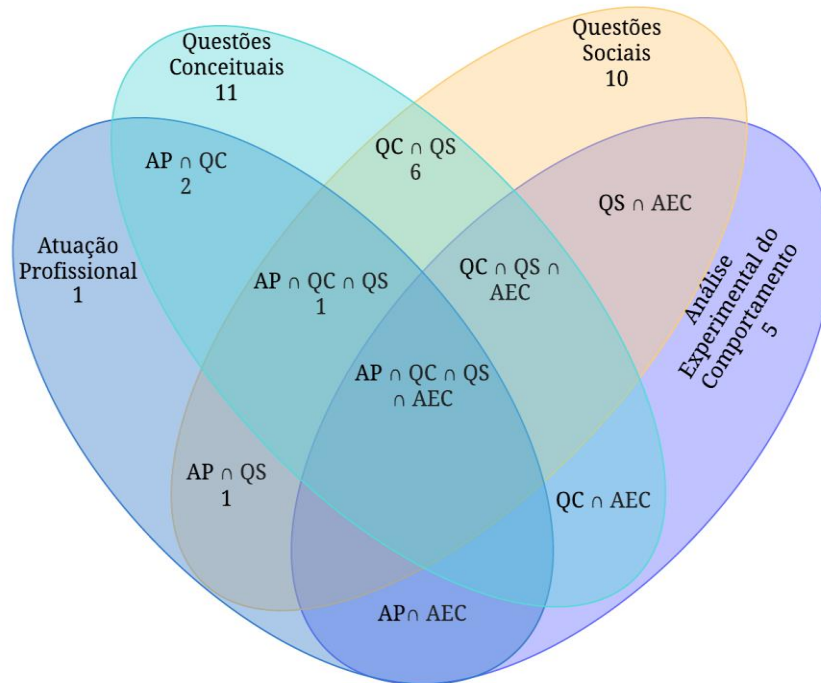 Questões
Conceituais
11
Questões
Sociais
10
AP ∩ QC
2
QC ∩ QS
6
QS ∩ AEC
Atuação
Profissional
1
AP ∩ QC ∩ QS
1
QC ∩ QS ∩
AEC
Análise
Experimental do
Comportamento
5
AP ∩ QC ∩ QS
∩ AEC
AP ∩ QS
1
QC ∩ AEC
AP∩ AEC